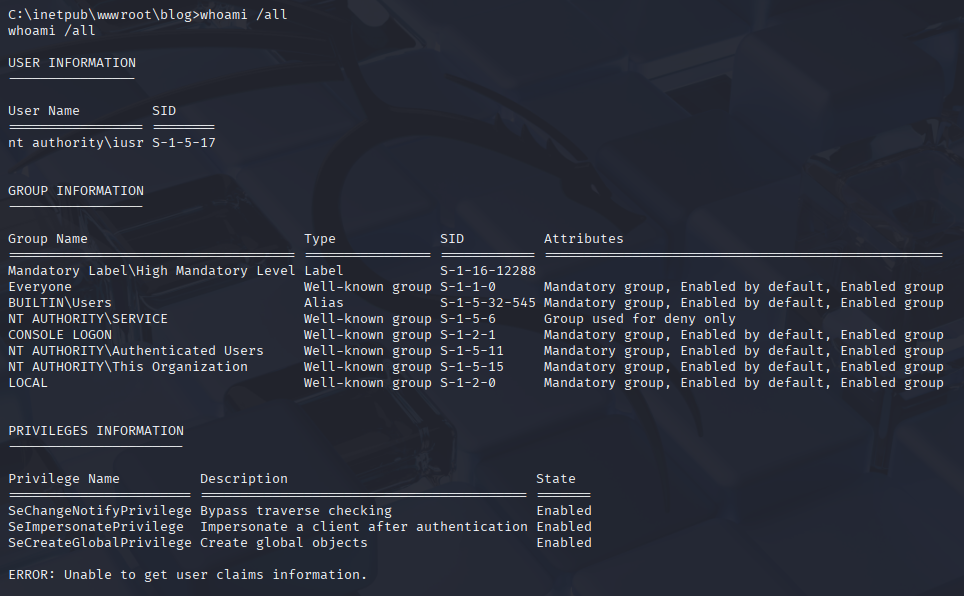 C:\inetpub\wwwroot\blog>whoami /all
whoami /all
USER INFORMATION
----------------
User Name         SID
================= ========
nt authority\iusr S-1-5-17
GROUP INFORMATION
-----------------
Group Name                           Type             SID          Attributes
==================================== ================ ============ ==================================================
Mandatory Label\High Mandatory Level Label            S-1-16-12288
Everyone                             Well-known group S-1-1-0      Mandatory group, Enabled by default, Enabled group
BUILTIN\Users                        Alias            S-1-5-32-545 Mandatory group, Enabled by default, Enabled group
NT AUTHORITY\SERVICE                 Well-known group S-1-5-6      Group used for deny only
CONSOLE LOGON                        Well-known group S-1-2-1      Mandatory group, Enabled by default, Enabled group
NT AUTHORITY\Authenticated Users     Well-known group S-1-5-11     Mandatory group, Enabled by default, Enabled group
NT AUTHORITY\This Organization       Well-known group S-1-5-15     Mandatory group, Enabled by default, Enabled group
LOCAL                                Well-known group S-1-2-0      Mandatory group, Enabled by default, Enabled group
PRIVILEGES INFORMATION
----------------------
Privilege Name          Description                               State
======================= ========================================= =======
SeChangeNotifyPrivilege Bypass traverse checking                  Enabled
SeImpersonatePrivilege  Impersonate a client after authentication Enabled
SeCreateGlobalPrivilege Create global objects                     Enabled
ERROR: Unable to get user claims information.